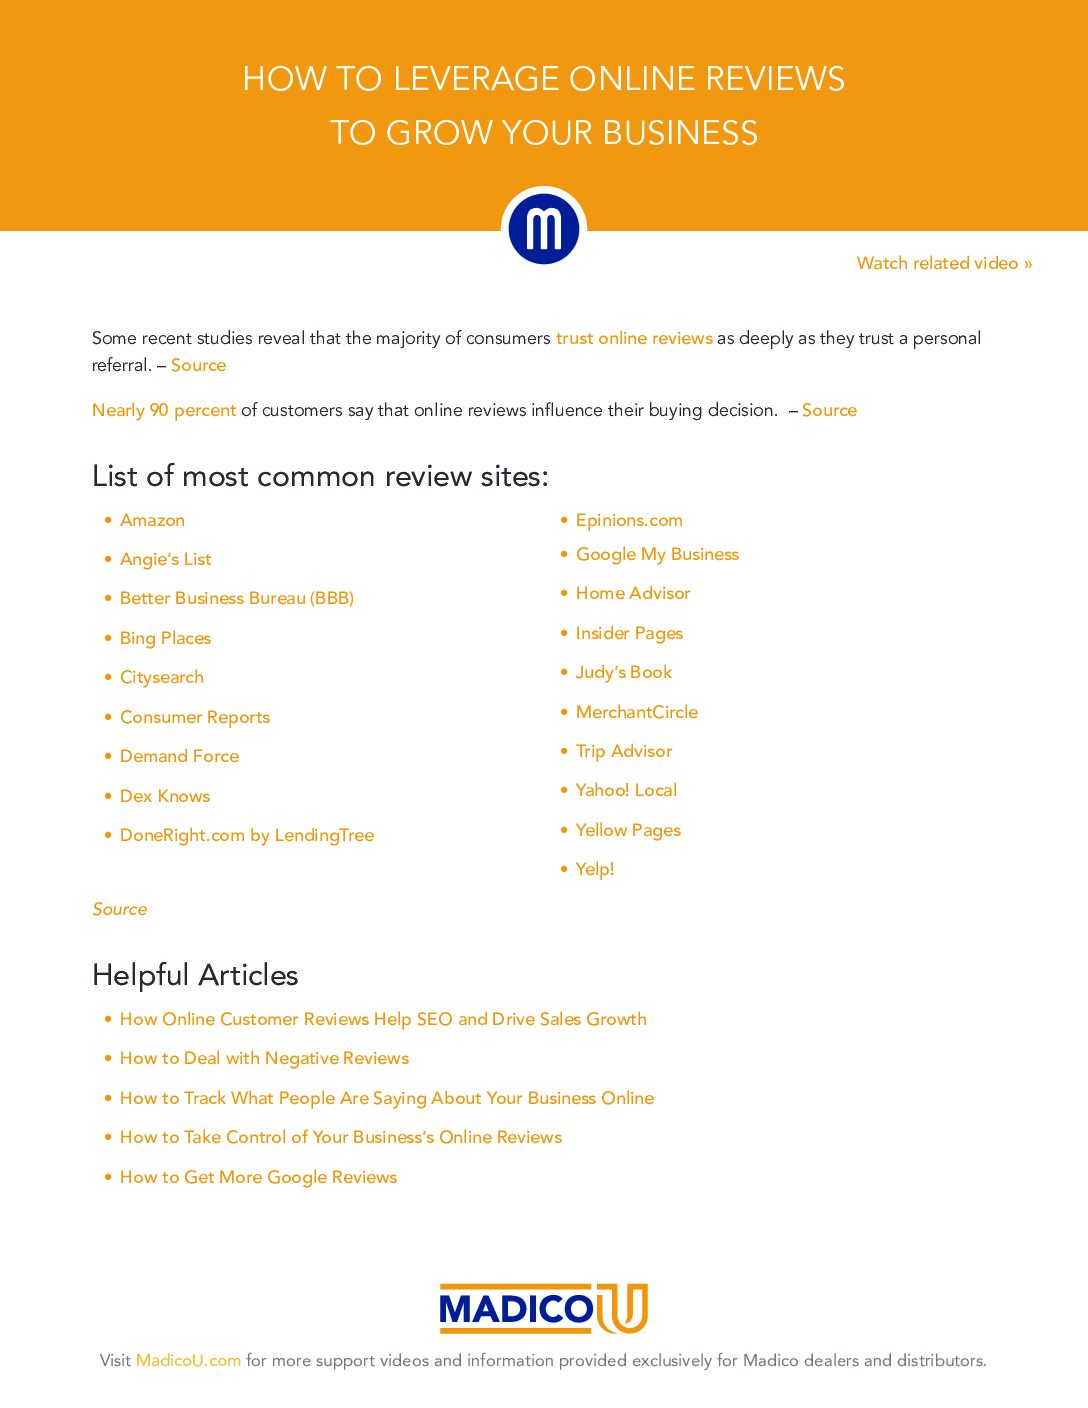 HOW TO LEVERAGE ONLINE REVIEWS
TO GROW YOUR BUSINESS
m
Watch related video »
Some recent studies reveal that the majority of consumers trust online reviews as deeply as they trust a personal
referral. – Source
Nearly 90 percent of customers say that online reviews influence their buying decision. – Source
List of most common review sites:
• Amazon
• Angie's List
• Better Business Bureau (BBB)
• Bing Places
• Citysearch
• Consumer Reports
• Demand Force
• Dex Knows
• DoneRight.com by LendingTree
• Epinions.com
• Google My Business
• Home Advisor
• Insider Pages
• Judy's Book
• MerchantCircle
• Trip Advisor
• Yahoo! Local
• Yellow Pages
• Yelp!
Source
Helpful Articles
• How Online Customer Reviews Help SEO and Drive Sales Growth
• How to Deal with Negative Reviews
• How to Track What People Are Saying About Your Business Online
• How to Take Control of Your Business's Online Reviews
• How to Get More Google Reviews
MADICO U
Visit MadicoU.com for more support videos and information provided exclusively for Madico dealers and distributors.